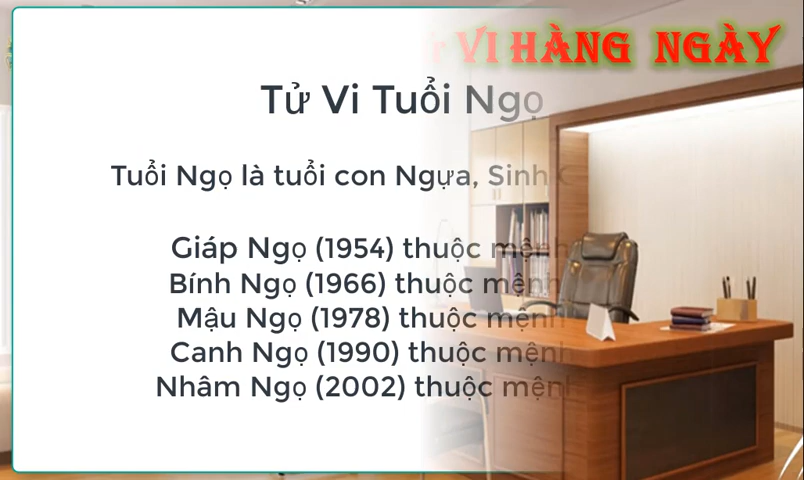 VI HÀNG NGÀY
Tử Vi Tuổi Ngọ
Tuổi Ngọ là tuổi con Ngựa, Sinh
Giáp Ngọ (1954) thuộc mệnh
Bính Ngọ (1966) thuộc mệnh
Mậu Ngọ (1978) thuộc mệnh
Canh Ngọ (1990) thuộc mệnh
Nhâm Ngọ (2002) thuộc mệnh